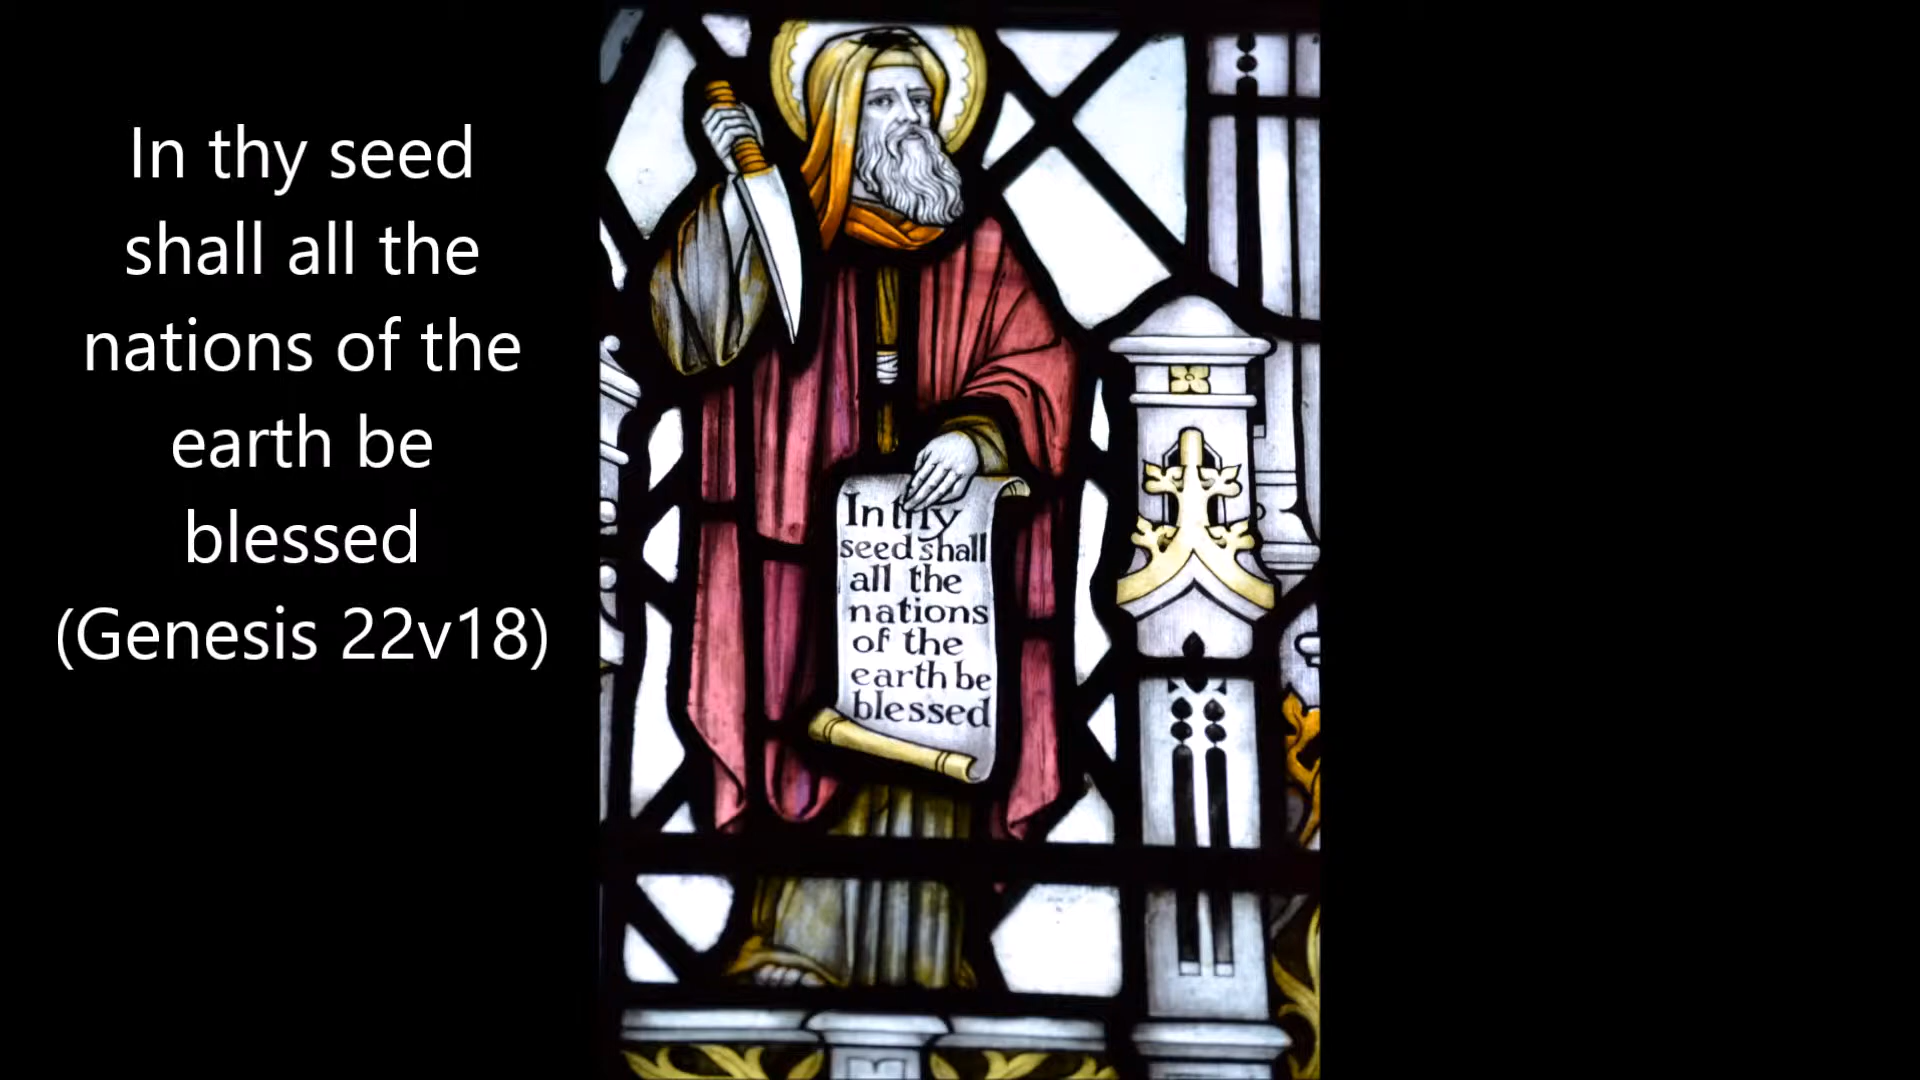 In thy seed
shall all the
nations of the
earth be
blessed
(Genesis 22v18)
In thy
seed shall
all the
nations
of the
earth be
blessed